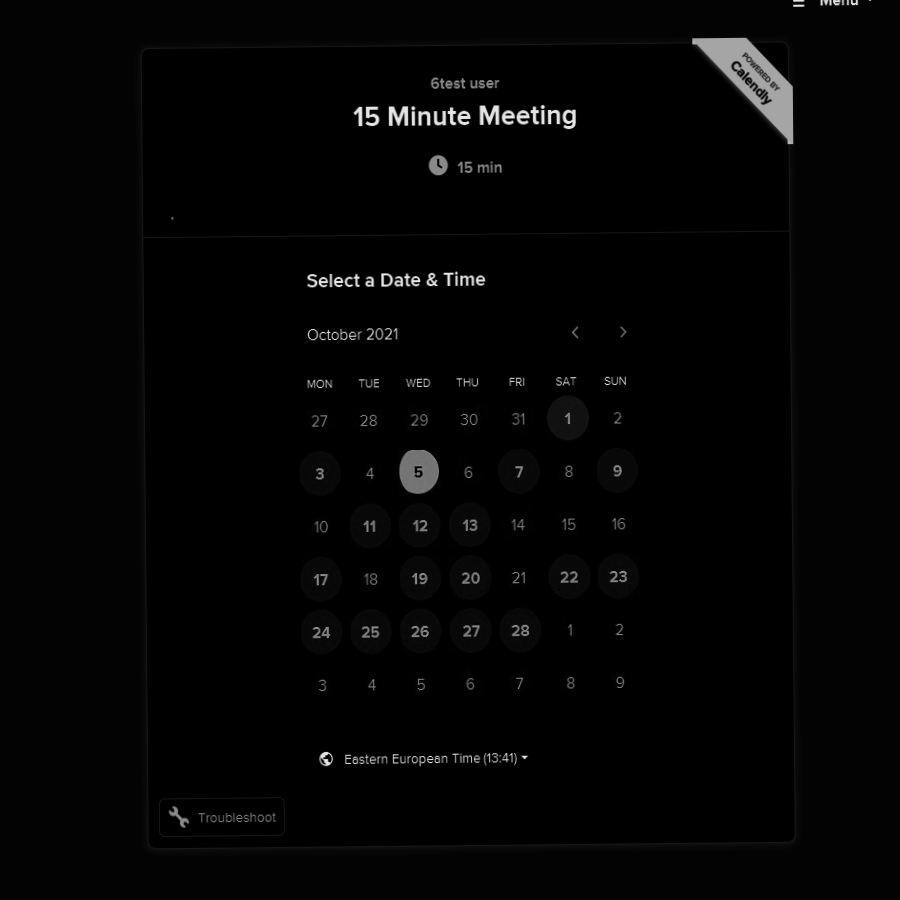 Menu
POWERED BY
Calendly
6test user
15 Minute Meeting
15 min
Select a Date & Time
October 2021
MON TUE WED THU FRI SAT SUN
27 28 29 30 31 1 2
3 4 5 6 7 8 9
10 11 12 13 14 15 16
17 18 19 20 21 22 23
24 25 26 27 28 1 2
3 4 5 6 7 8 9
Eastern European Time (13:41)
Troubleshoot